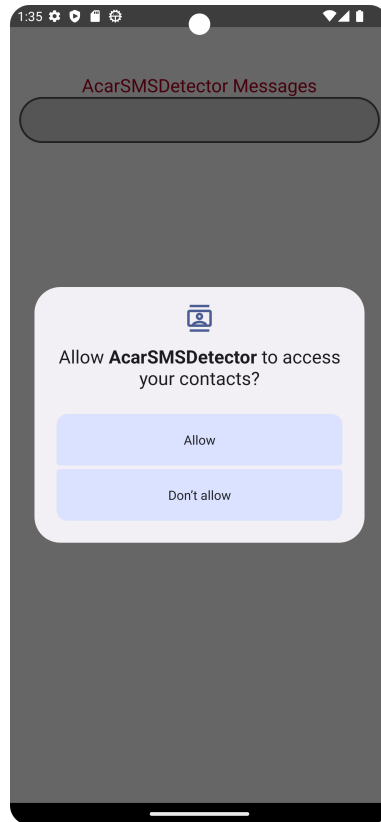 1:35
AcarSMSDetector Messages
Allow AcarSMSDetector to access
your contacts?
Allow
Don't allow